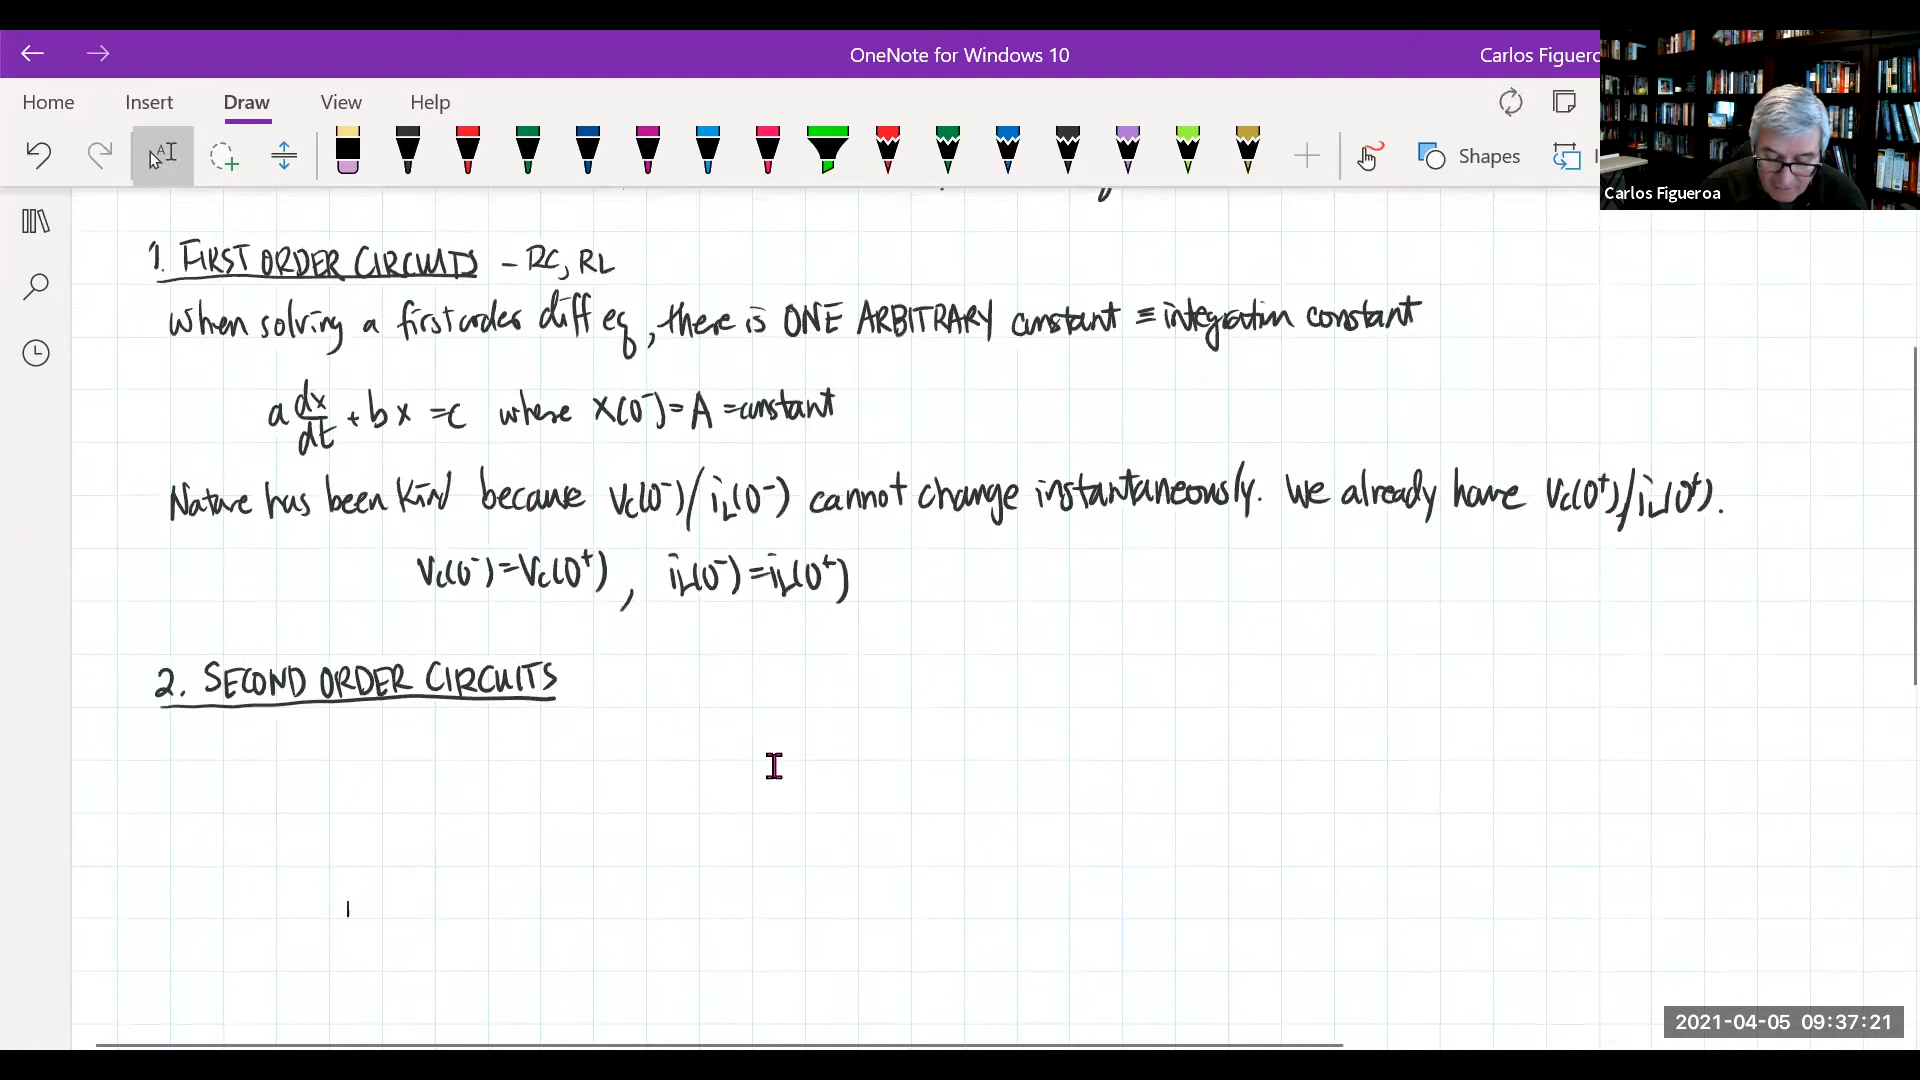 OneNote for Windows 10
Carlos Figuero
Home Insert Draw View Help
Shapes
Carlos Figueroa
1. FIRST ORDER CIRCUITS - RC, RL
When solving a first order diff eq, there is ONE ARBITRARY constant ≡ integration constant
a dx/dt + bx = c where x(0⁻) = A = constant
Nature has been kind because Vc(0⁻)/iL(0⁻) cannot change instantaneously. We already have Vc(0⁺)/iL(0⁺).
Vc(0⁻)=Vc(0⁺), iL(0⁻)=iL(0⁺)
2. SECOND ORDER CIRCUITS
2021-04-05 09:37:21